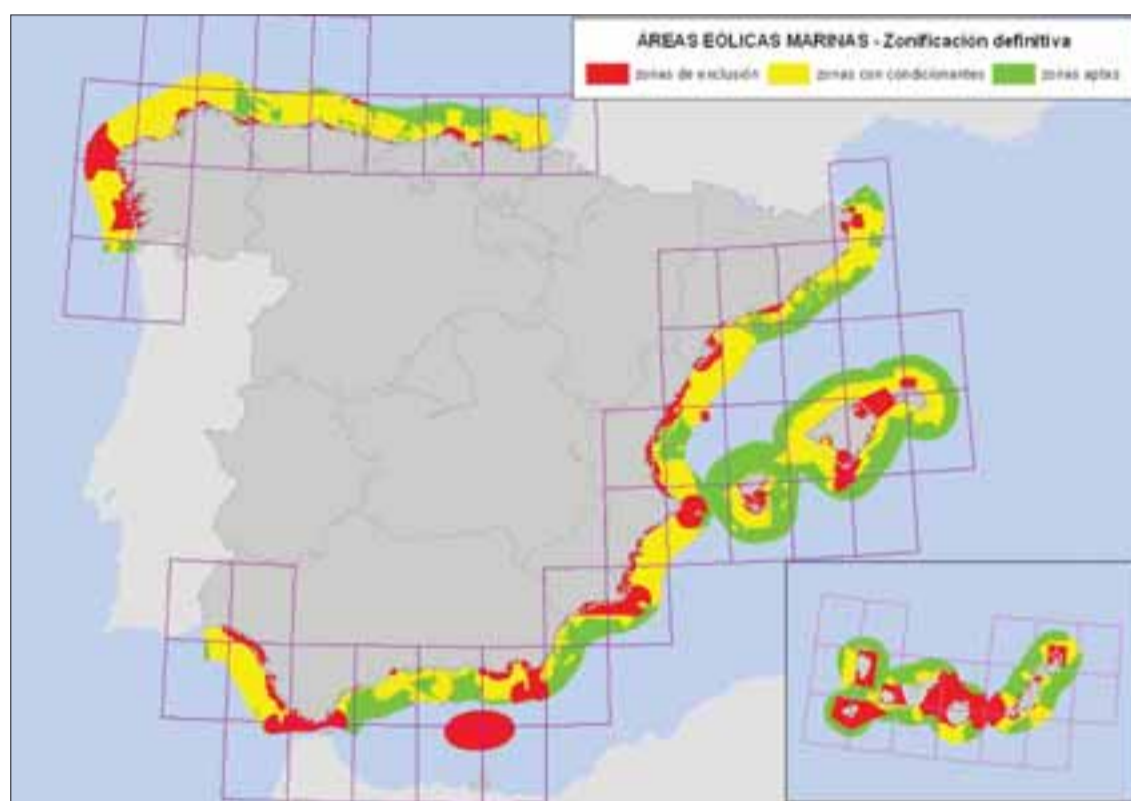 ÁREAS EÓLICAS MARINAS - Zonificación definitiva
zonas de exclusión zonas con condicionantes zonas aptas